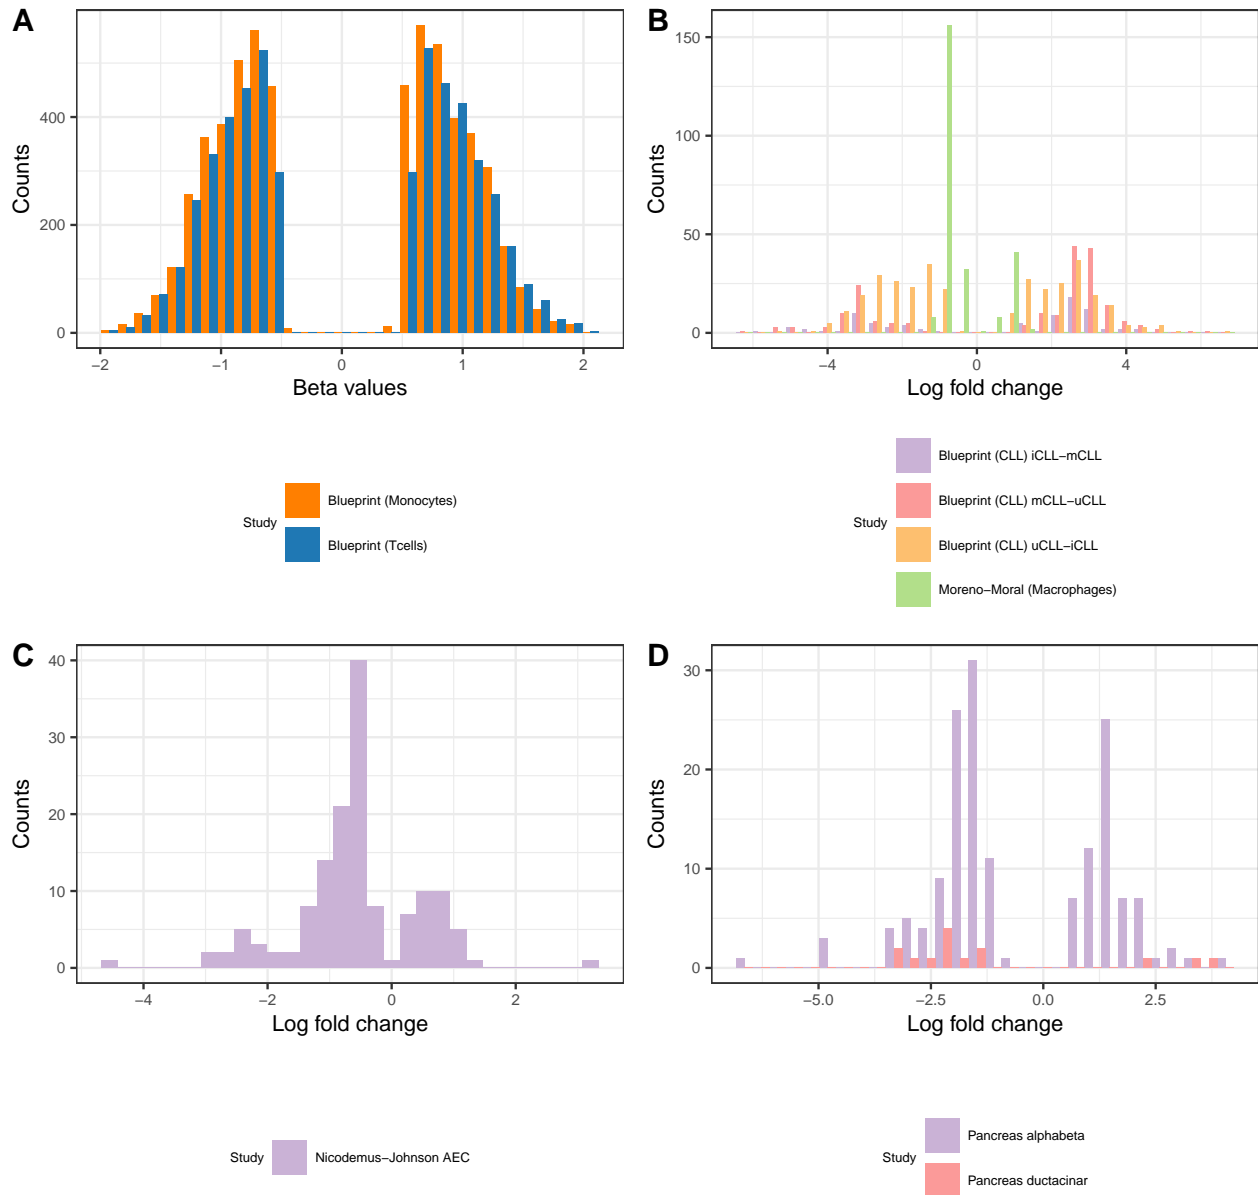 A
Counts
400
200
0
−2
−1
0
1
2
Beta values
Study
Blueprint (Monocytes)
Blueprint (Tcells)
B
Counts
150
100
50
0
−4
0
4
Log fold change
Study
Blueprint (CLL) iCLL−mCLL
Blueprint (CLL) mCLL−uCLL
Blueprint (CLL) uCLL−iCLL
Moreno−Moral (Macrophages)
C
Counts
40
30
20
10
0
−4
−2
0
2
Log fold change
Study
Nicodemus−Johnson AEC
D
Counts
30
20
10
0
−5.0
−2.5
0.0
2.5
Log fold change
Study
Pancreas alphabeta
Pancreas ductacinar